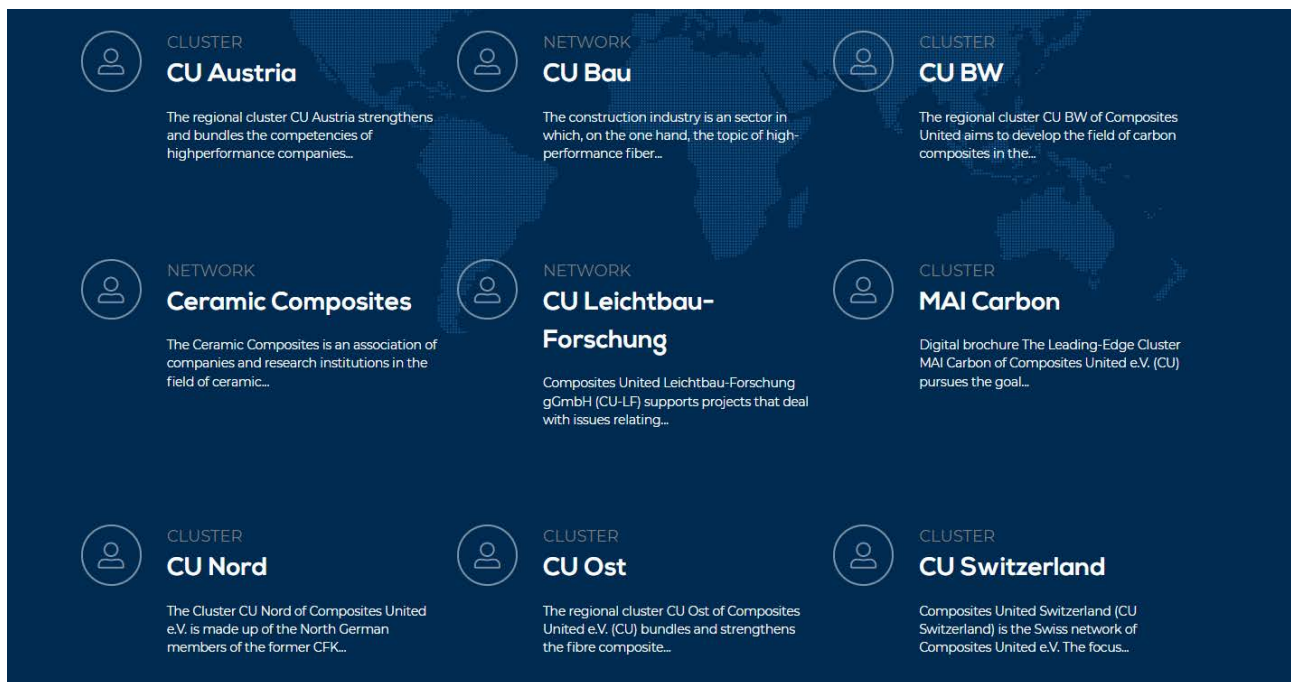 CLUSTER
CU Austria
The regional cluster CU Austria strengthens
and bundles the competencies of
highperformance companies...
NETWORK
CU Bau
The construction industry is an sector in
which, on the one hand, the topic of high-
performance fiber...
CLUSTER
CU BW
The regional cluster CU BW of Composites
United aims to develop the field of carbon
composites in the...
NETWORK
Ceramic Composites
The Ceramic Composites is an association of
companies and research institutions in the
field of ceramic...
NETWORK
CU Leichtbau-
Forschung
Composites United Leichtbau-Forschung
gGmbH (CU-LF) supports projects that deal
with issues relating...
CLUSTER
MAI Carbon
Digital brochure The Leading-Edge Cluster
MAI Carbon of Composites United e.V. (CU)
pursues the goal...
CLUSTER
CU Nord
The Cluster CU Nord of Composites United
e.V. is made up of the North German
members of the former CFK...
CLUSTER
CU Ost
The regional cluster CU Ost of Composites
United e.V. (CU) bundles and strengthens
the fibre composite...
CLUSTER
CU Switzerland
Composites United Switzerland (CU
Switzerland) is the Swiss network of
Composites United e.V. The focus...